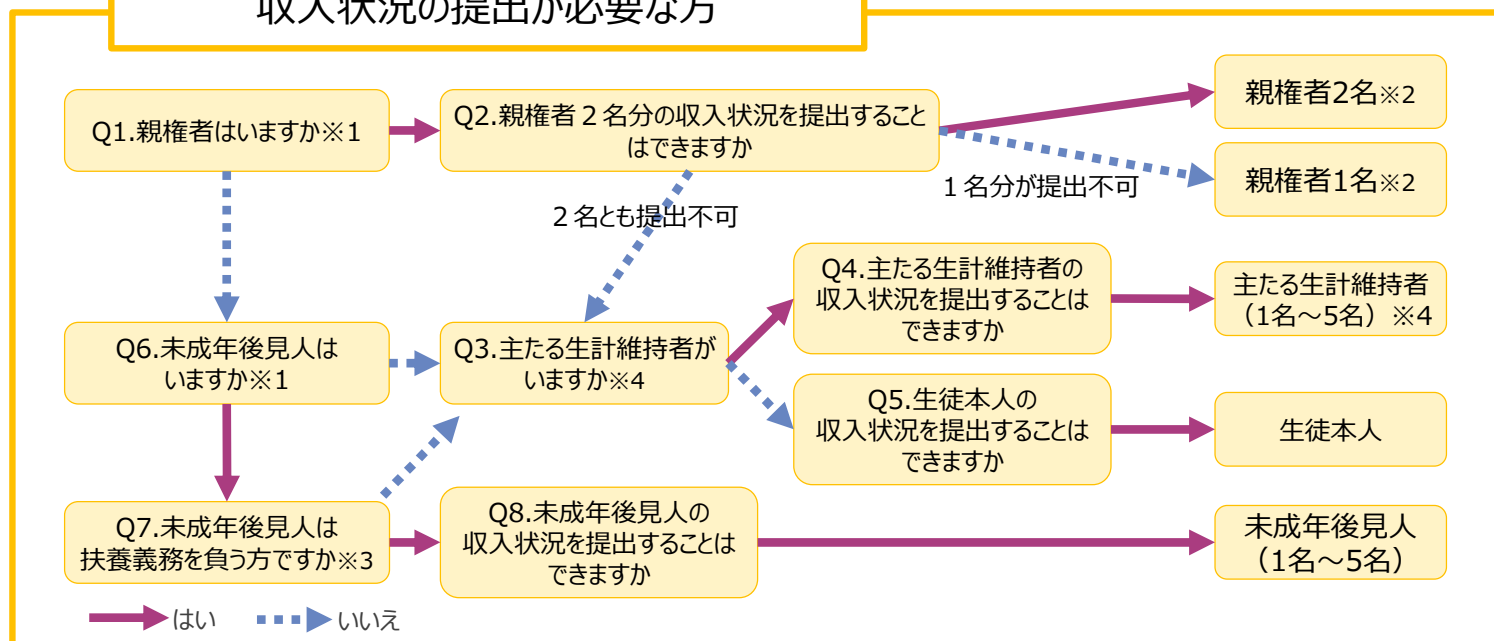 収入状況の提出が必要な方
Q1.親権者はいますか※1
Q2.親権者２名分の収入状況を提出すること
はできますか
親権者2名※2
親権者1名※2
１名分が提出不可
２名とも提出不可
Q6.未成年後見人は
いますか※1
Q3.主たる生計維持者が
いますか※4
Q4.主たる生計維持者の
収入状況を提出することは
できますか
主たる生計維持者
（1名～5名）※4
Q5.生徒本人の
収入状況を提出することは
できますか
生徒本人
Q7.未成年後見人は
扶養義務を負う方ですか※3
Q8.未成年後見人の
収入状況を提出することは
できますか
未成年後見人
（1名～5名）
はい
いいえ